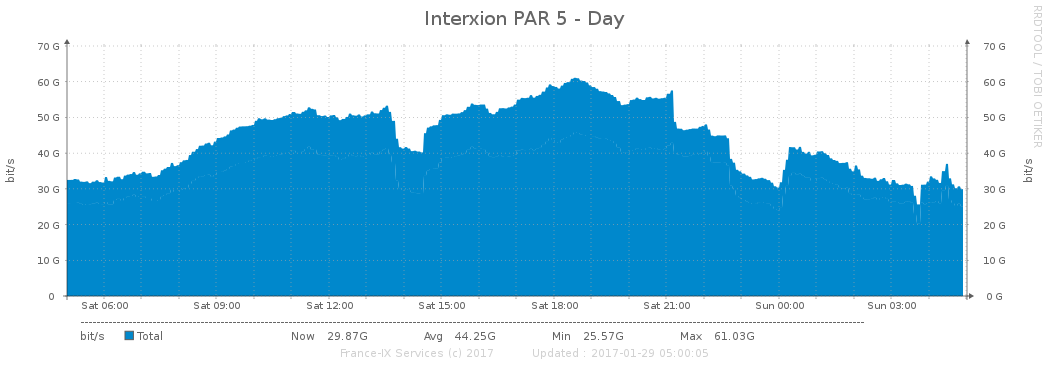 Interxion PAR 5 - Day
RRDTOOL / TOBI OETIKER
70 G 70 G
60 G 60 G
50 G 50 G
40 G 40 G
30 G 30 G
20 G 20 G
10 G 10 G
0 0 G
bit/s bit/s
Sat 06:00 Sat 09:00 Sat 12:00 Sat 15:00 Sat 18:00 Sat 21:00 Sun 00:00 Sun 03:00
bit/s Total Now 29.87G Avg 44.25G Min 25.57G Max 61.03G
France-IX Services (c) 2017 Updated : 2017-01-29 05:00:05